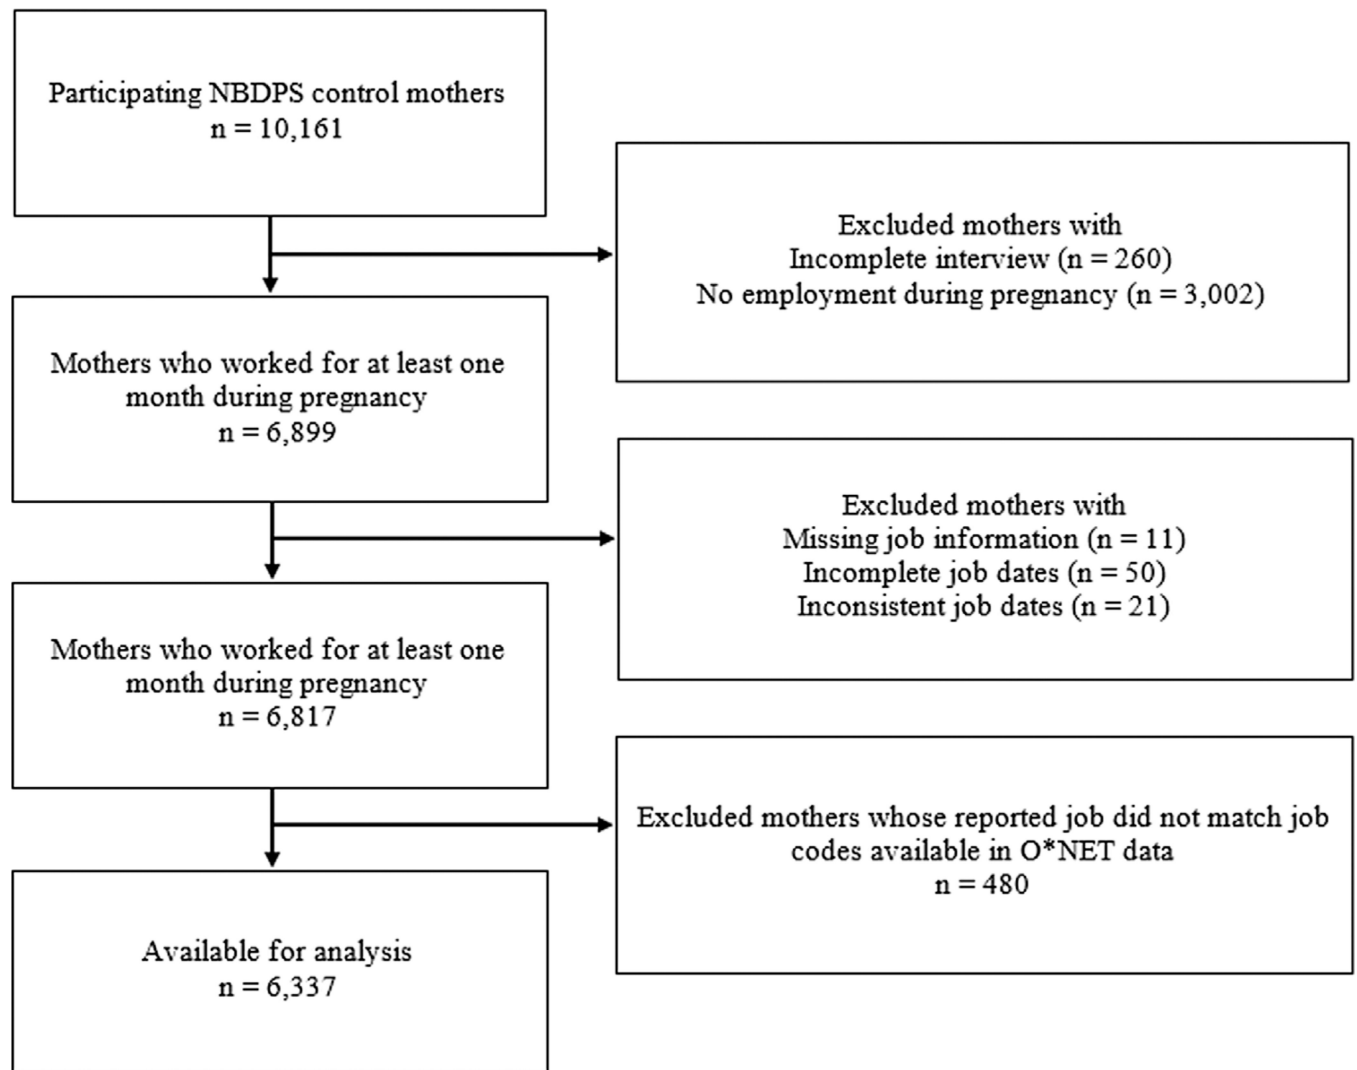 Participating NBDPS control mothers
n = 10,161
Excluded mothers with
Incomplete interview (n = 260)
No employment during pregnancy (n = 3,002)
Mothers who worked for at least one
month during pregnancy
n = 6,899
Excluded mothers with
Missing job information (n = 11)
Incomplete job dates (n = 50)
Inconsistent job dates (n = 21)
Mothers who worked for at least one
month during pregnancy
n = 6,817
Excluded mothers whose reported job did not match job
codes available in O*NET data
n = 480
Available for analysis
n = 6,337